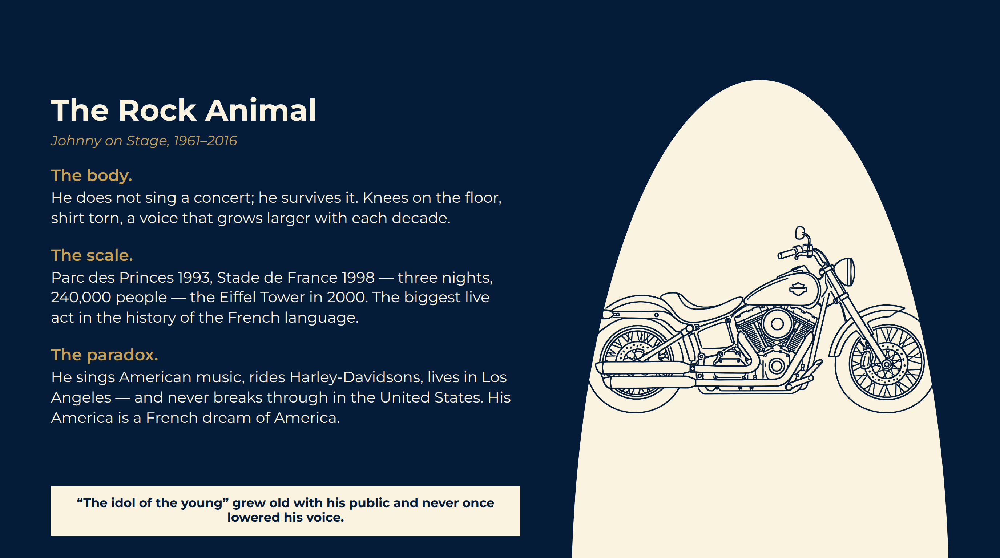 The Rock Animal
Johnny on Stage, 1961–2016
The body.
He does not sing a concert; he survives it. Knees on the floor,
shirt torn, a voice that grows larger with each decade.
The scale.
Parc des Princes 1993, Stade de France 1998 — three nights,
240,000 people — the Eiffel Tower in 2000. The biggest live
act in the history of the French language.
The paradox.
He sings American music, rides Harley-Davidsons, lives in Los
Angeles — and never breaks through in the United States. His
America is a French dream of America.
“The idol of the young” grew old with his public and never once
lowered his voice.